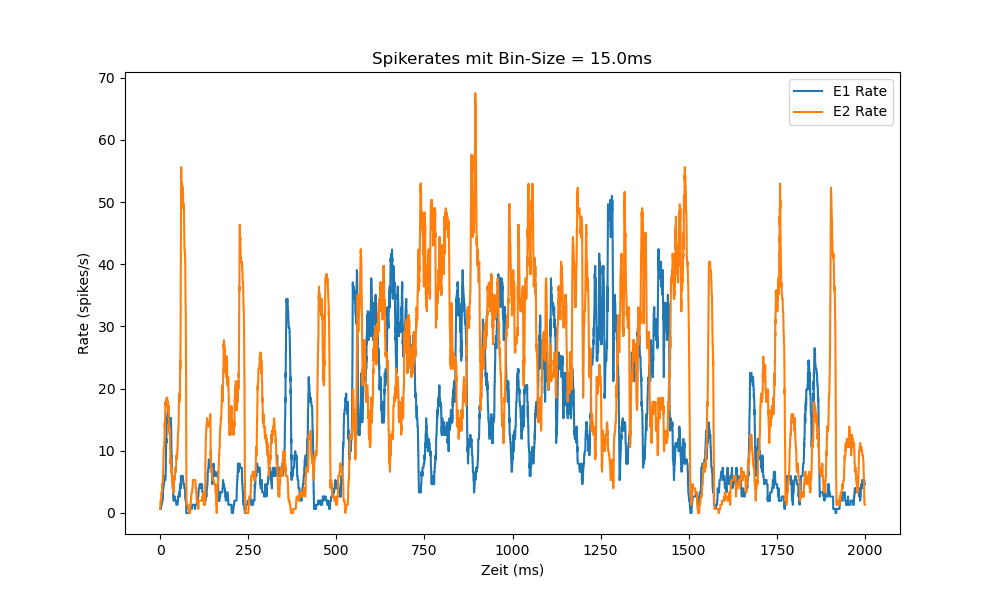 Spikerates mit Bin-Size = 15.0ms
E1 Rate
E2 Rate
Rate (spikes/s)
70
60
50
40
30
20
10
0
0 250 500 750 1000 1250 1500 1750 2000
Zeit (ms)